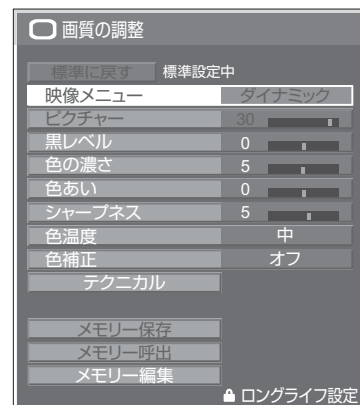 画質の調整
標準に戻す 標準設定中
映像メニュー ダイナミック
ピクチャー 30
黒レベル 0
色の濃さ 5
色あい 0
シャープネス 5
色温度 中
色補正 オフ
テクニカル
メモリー保存
メモリー呼出
メモリー編集
ロングライフ設定